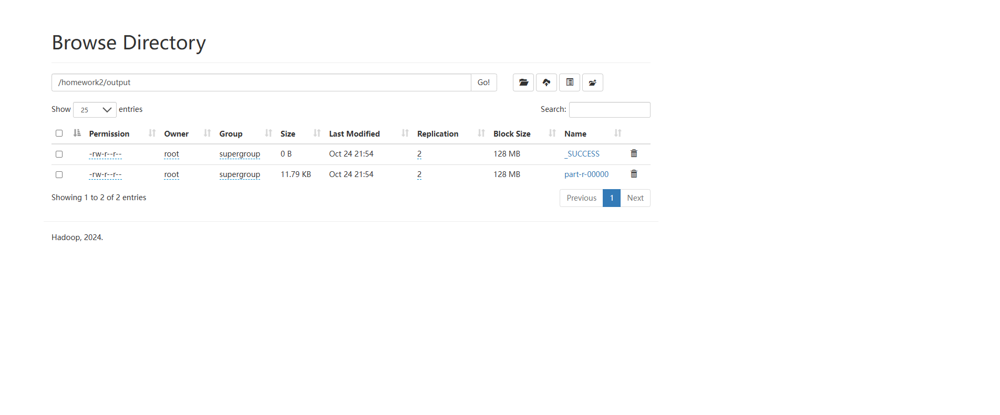 Browse Directory
/homework2/output Go!
Show 25 entries Search:
Permission Owner Group Size Last Modified Replication Block Size Name
-rw-r--r-- root supergroup 0 B Oct 24 21:54 2 128 MB _SUCCESS
-rw-r--r-- root supergroup 11.79 KB Oct 24 21:54 2 128 MB part-r-00000
Showing 1 to 2 of 2 entries Previous 1 Next
Hadoop, 2024.